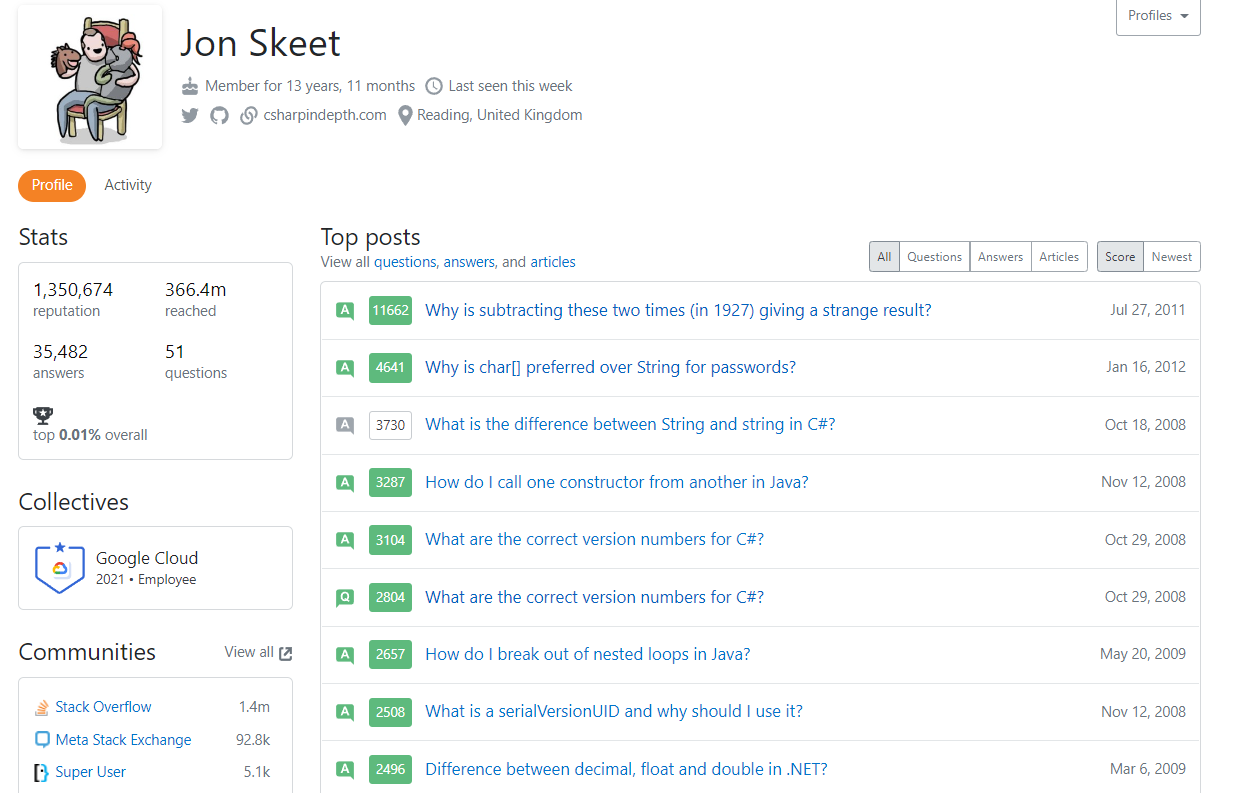 Profiles
Jon Skeet
Member for 13 years, 11 months Last seen this week
csharpindepth.com Reading, United Kingdom
Profile Activity
Stats
1,350,674 366.4m
reputation reached
35,482 51
answers questions
top 0.01% overall
Collectives
Google Cloud
2021 • Employee
Communities View all
Stack Overflow 1.4m
Meta Stack Exchange 92.8k
Super User 5.1k
Top posts
View all questions, answers, and articles
All Questions Answers Articles Score Newest
A 11662 Why is subtracting these two times (in 1927) giving a strange result? Jul 27, 2011
A 4641 Why is char[] preferred over String for passwords? Jan 16, 2012
A 3730 What is the difference between String and string in C#? Oct 18, 2008
A 3287 How do I call one constructor from another in Java? Nov 12, 2008
A 3104 What are the correct version numbers for C#? Oct 29, 2008
Q 2804 What are the correct version numbers for C#? Oct 29, 2008
A 2657 How do I break out of nested loops in Java? May 20, 2009
A 2508 What is a serialVersionUID and why should I use it? Nov 12, 2008
A 2496 Difference between decimal, float and double in .NET? Mar 6, 2009